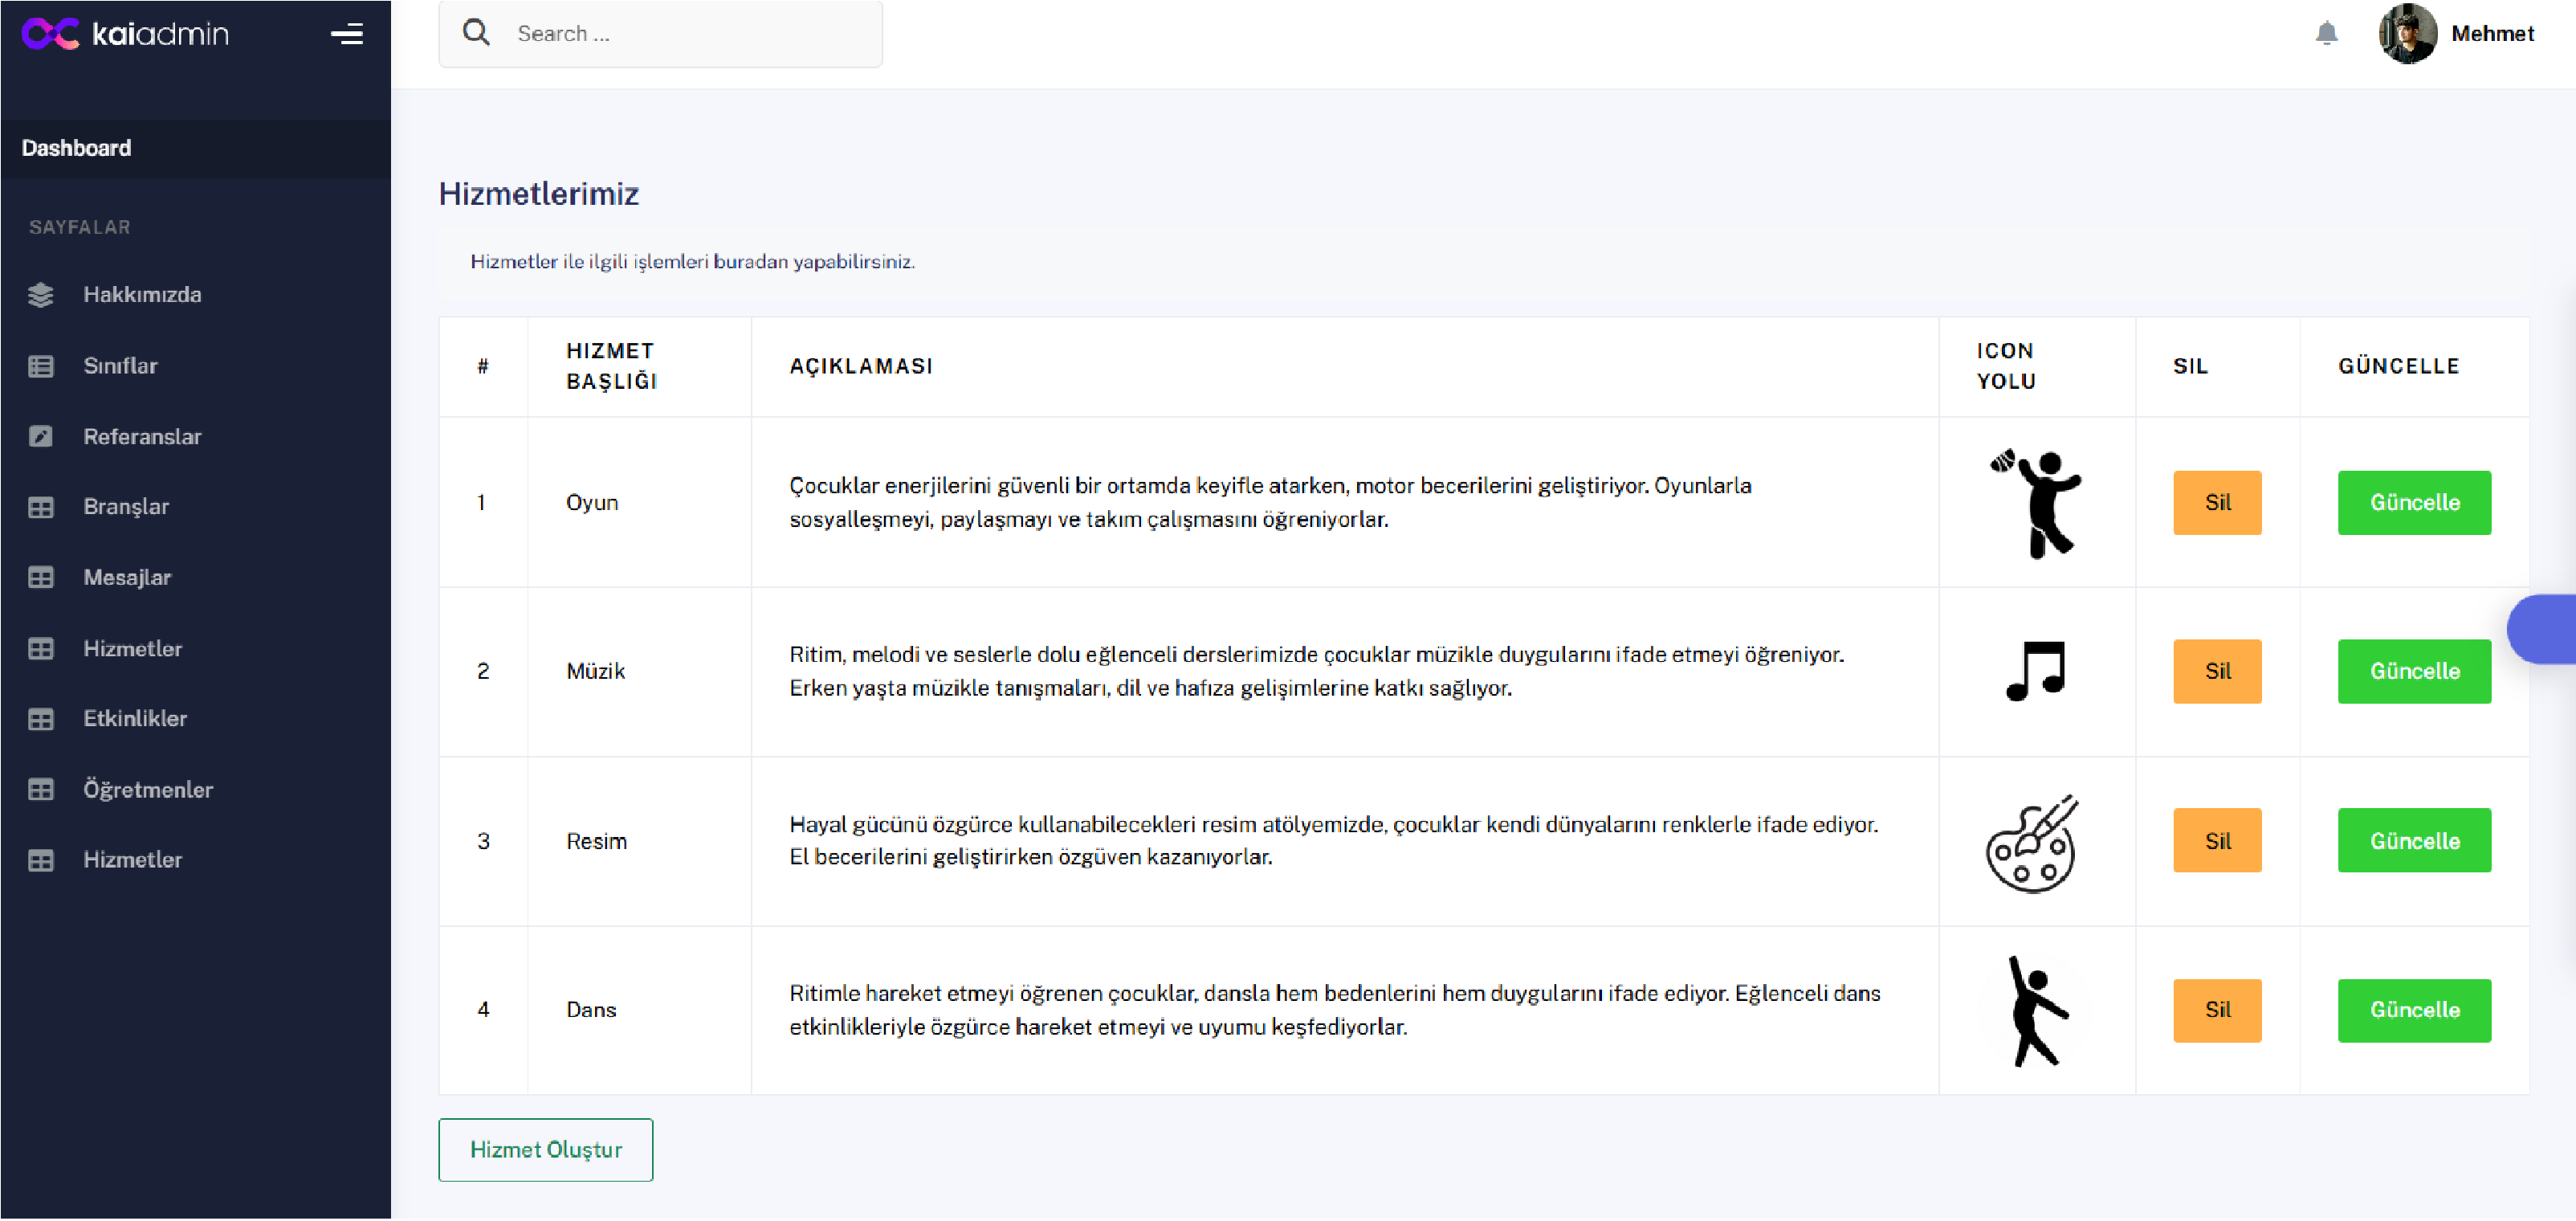 kaiadmin
Search ...
Mehmet
Dashboard
SAYFALAR
Hakkımızda
Sınıflar
Referanslar
Branşlar
Mesajlar
Hizmetler
Etkinlikler
Öğretmenler
Hizmetler
Hizmetlerimiz
Hizmetler ile ilgili işlemleri buradan yapabilirsiniz.
#
HIZMET
BAŞLIĞI
AÇIKLAMASI
ICON
YOLU
SIL
GÜNCELLE
1
Oyun
Çocuklar enerjilerini güvenli bir ortamda keyifle atarken, motor becerilerini geliştiriyor. Oyunlarla
sosyalleşmeyi, paylaşmayı ve takım çalışmasını öğreniyorlar.
Sil
Güncelle
2
Müzik
Ritim, melodi ve seslerle dolu eğlenceli derslerimizde çocuklar müzikle duygularını ifade etmeyi öğreniyor.
Erken yaşta müzikle tanışmaları, dil ve hafıza gelişimlerine katkı sağlıyor.
Sil
Güncelle
3
Resim
Hayal gücünü özgürce kullanabilecekleri resim atölyemizde, çocuklar kendi dünyalarını renklerle ifade ediyor.
El becerilerini geliştirirken özgüven kazanıyorlar.
Sil
Güncelle
4
Dans
Ritimle hareket etmeyi öğrenen çocuklar, dansla hem bedenlerini hem duygularını ifade ediyor. Eğlenceli dans
etkinlikleriyle özgürce hareket etmeyi ve uyumu keşfediyorlar.
Sil
Güncelle
Hizmet Oluştur